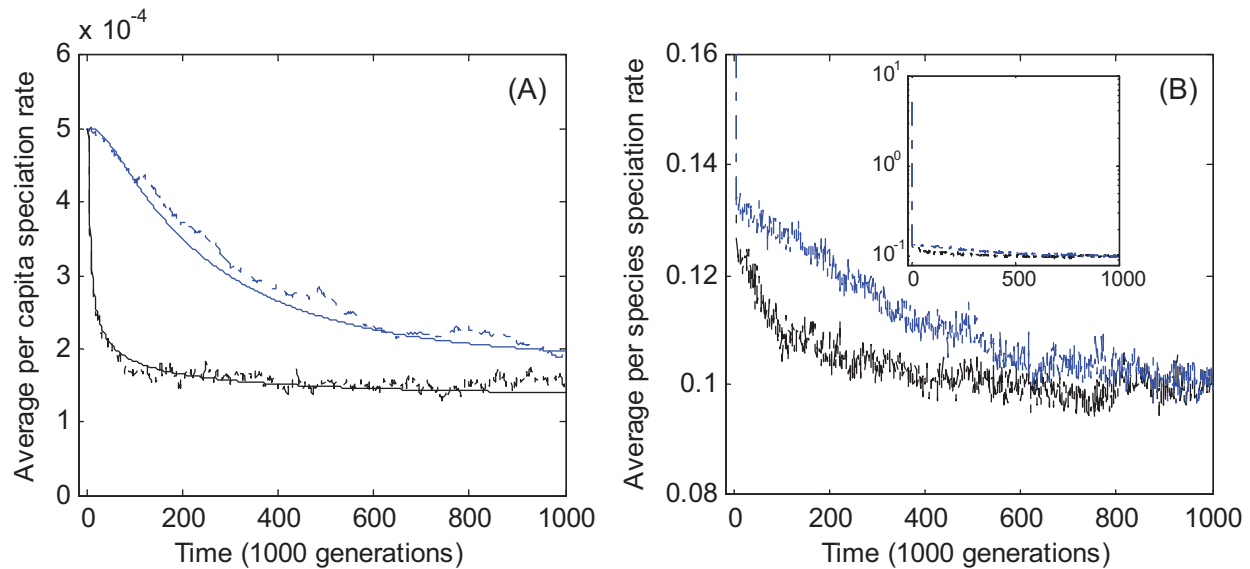 x 10^-4
6
5
4
3
2
1
0
Average per capita speciation rate
(A)
0 200 400 600 800 1000
Time (1000 generations)
0.16
0.14
0.12
0.1
0.08
Average per species speciation rate
(B)
10^1
10^0
10^-1
0 500 1000
0 200 400 600 800 1000
Time (1000 generations)